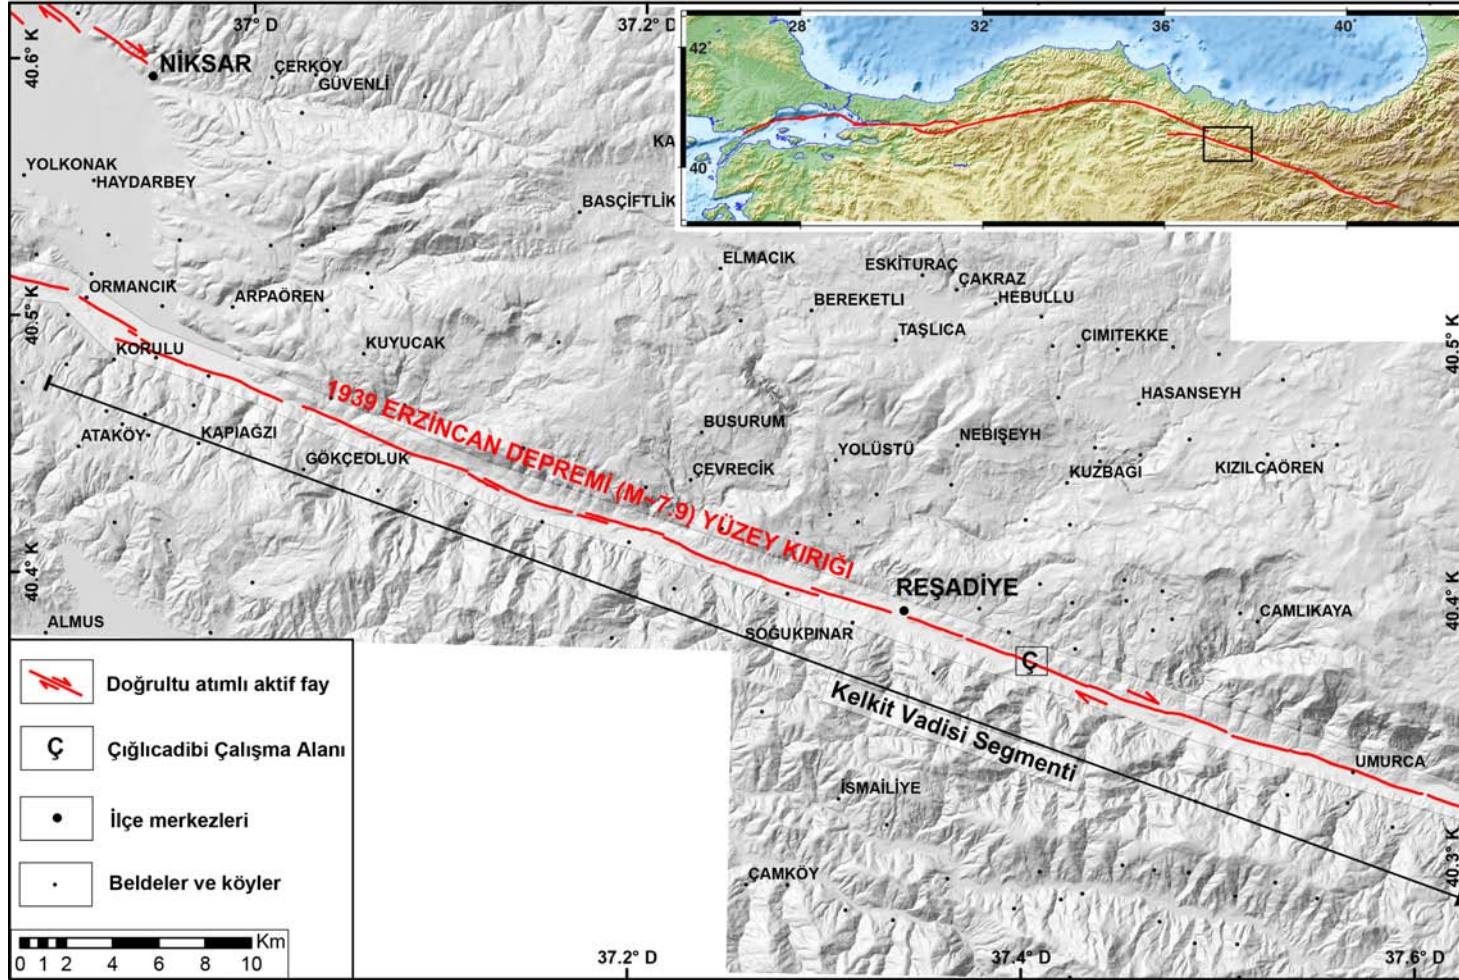 37° D
37.2° D
28
32
36
40
42°
40°
40.6° K
NİKSAR
ÇERKÖY
GÜVENLİ
KA
YOLKONAK
HAYDARBEY
BASÇİFTLİK
ELMACIK
ESKİTURAÇ
ÇAKRAZ
HEBULLU
BEREKETLI
TAŞLICA
CIMITEKKE
ORMANCIK
ARPAÖREN
40.5° K
40.5° K
KORULU
KUYUCAK
HASANSEYH
1939 ERZİNCAN DEPREMİ (M~7.9) YÜZEY KIRIĞI
BUSURUM
ATAKÖY
KAPIAĞZI
GÖKÇEOLUK
YOLÜSTÜ
NEBIŞEYH
ÇEVRECİK
KUZBAĞI
KIZILCAÖREN
40.4° K
40.4° K
REŞADİYE
CAMLIKAYA
ALMUS
SOĞUKPINAR
Ç
Kelkit Vadisi Segmenti
UMURCA
İSMAİLİYE
ÇAMKÖY
40.3° K
Doğrultu atımlı aktif fay
Ç Çığlıcadibi Çalışma Alanı
İlçe merkezleri
Beldeler ve köyler
Km
0 1 2 4 6 8 10
37.2° D
37.4° D
37.6° D